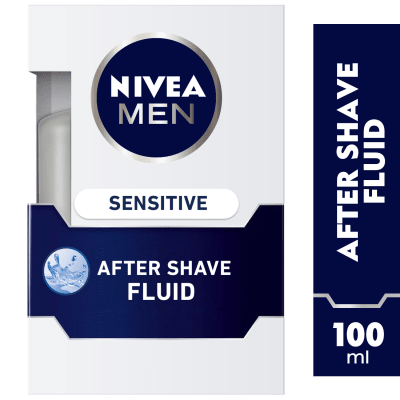 NIVEA
MEN
SENSITIVE
AFTER SHAVE
FLUID
AFTER SHAVE
FLUID
100
ml